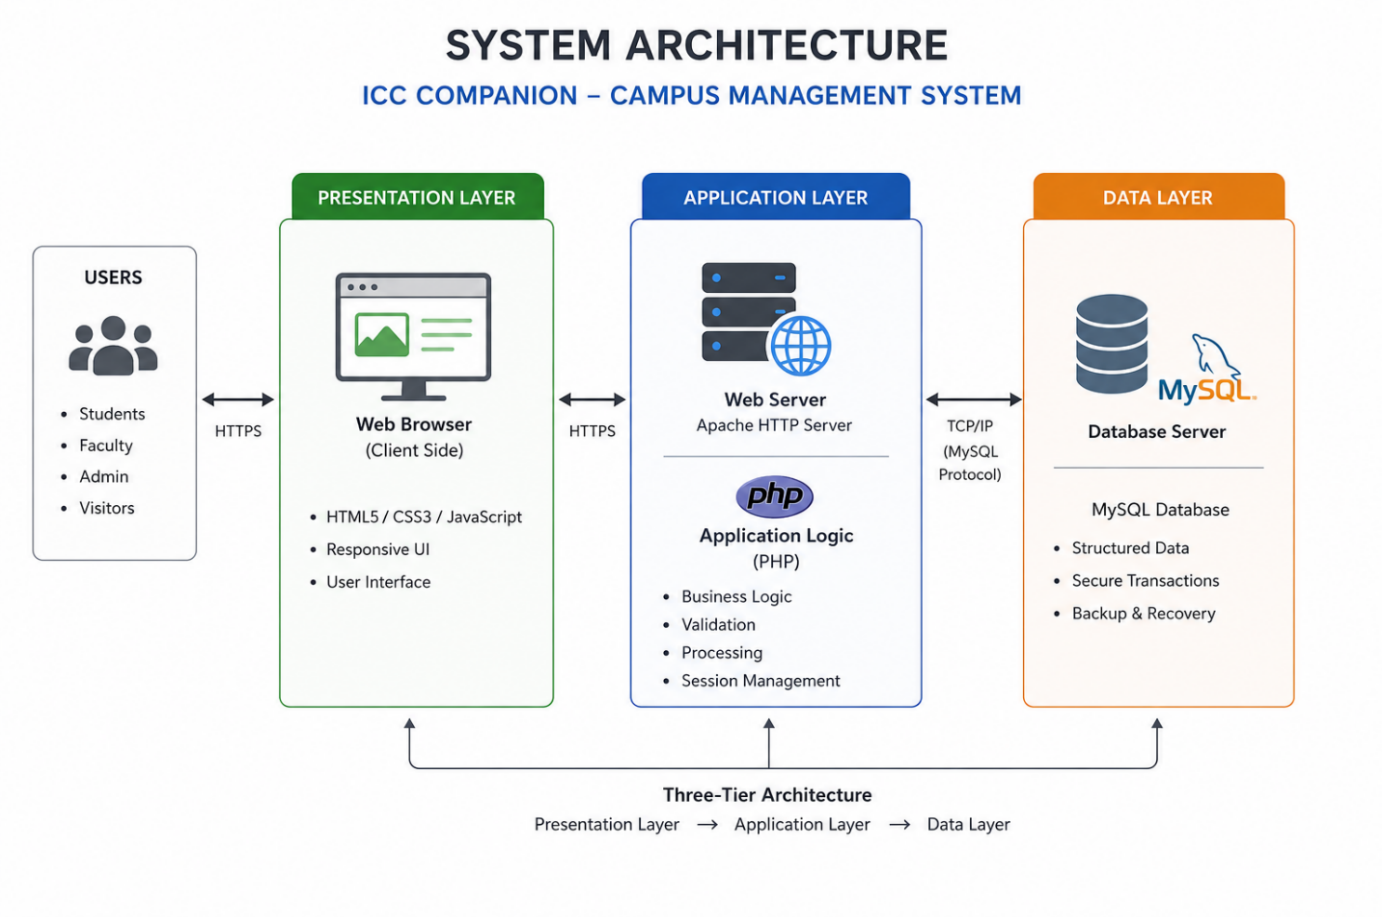 SYSTEM ARCHITECTURE
ICC COMPANION – CAMPUS MANAGEMENT SYSTEM
USERS
• Students
• Faculty
• Admin
• Visitors
HTTPS
PRESENTATION LAYER
Web Browser
(Client Side)
• HTML5 / CSS3 / JavaScript
• Responsive UI
• User Interface
HTTPS
APPLICATION LAYER
Web Server
Apache HTTP Server
php
Application Logic
(PHP)
• Business Logic
• Validation
• Processing
• Session Management
TCP/IP
(MySQL
Protocol)
DATA LAYER
MySQL
Database Server
MySQL Database
• Structured Data
• Secure Transactions
• Backup & Recovery
Three-Tier Architecture
Presentation Layer → Application Layer → Data Layer